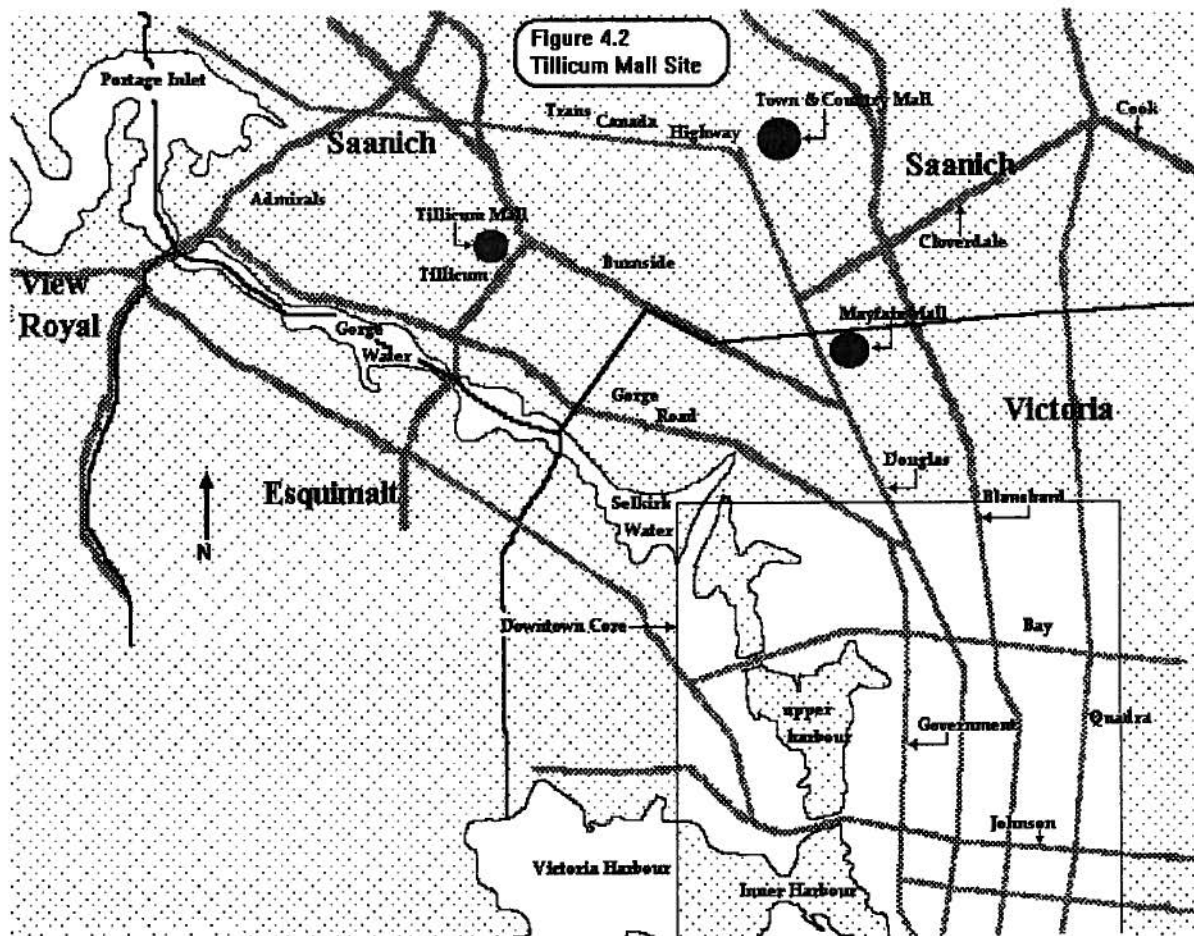 Figure 4.2
Tillicum Mall Site
Portage Inlet
Town & Country Mall
Trans
Canada
Highway
Cook
Saanich
Saanich
Admirals
Tillicum Mall
Cloverdale
Burnside
Tillicum
View
Royal
Mayfair Mall
Gorge
Water
Gorge
Road
Victoria
Douglas
Esquimalt
Selkirk
Water
Blanshard
N
Downtown Core
Bay
upper
harbour
Government
Quadra
Johnson
Victoria Harbour
Inner Harbour